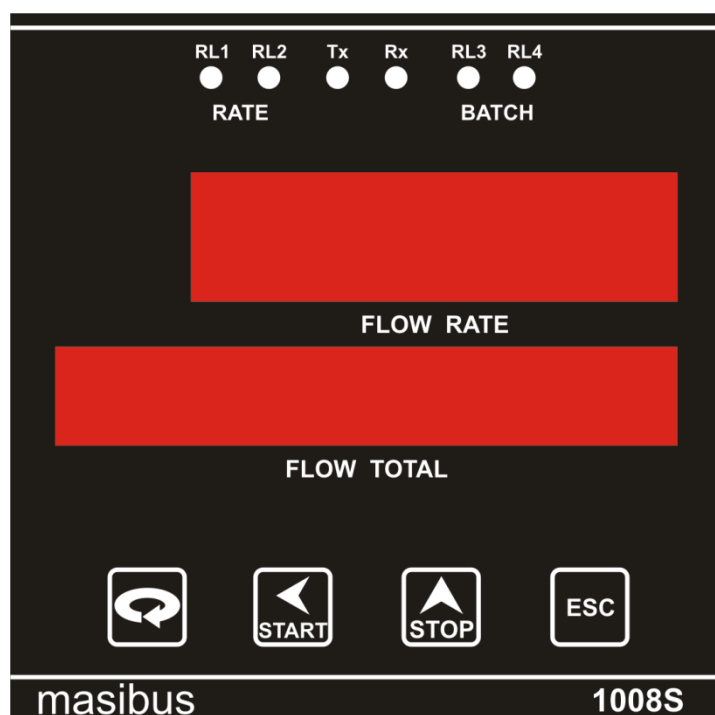 RL1 RL2 Tx Rx RL3 RL4
RATE BATCH
FLOW RATE
FLOW TOTAL
START STOP ESC
masibus 1008S